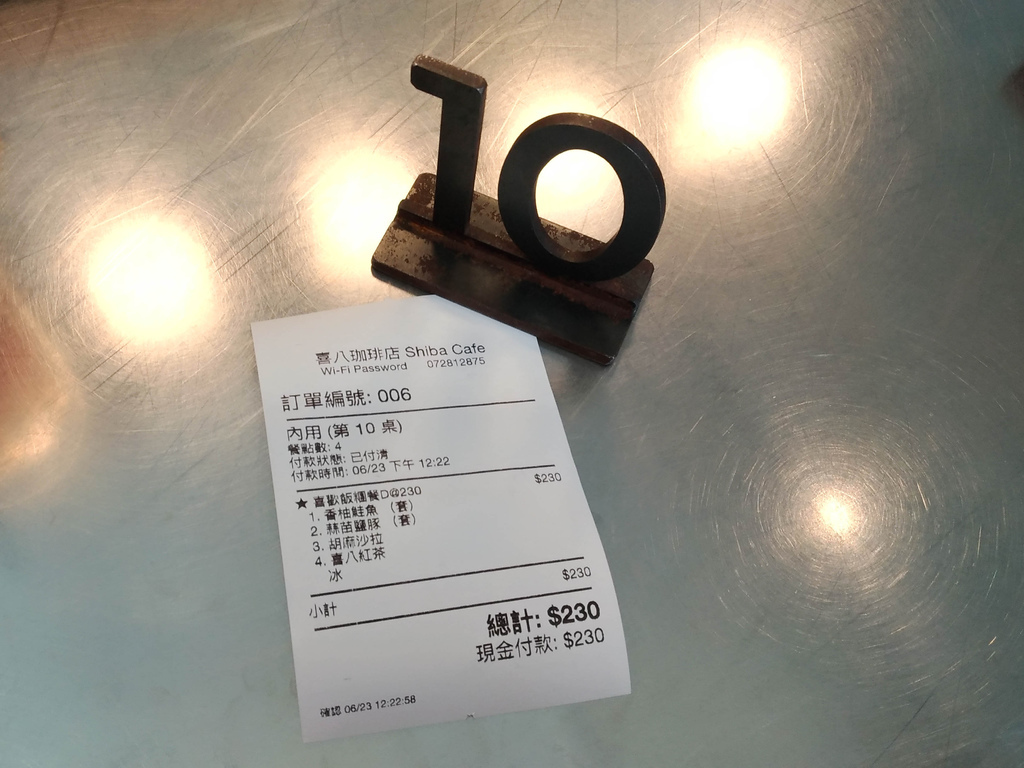 10
喜八珈琲店 Shiba Cafe
Wi-Fi Password 072812875
訂單編號: 006
內用 (第 10 桌)
餐點數: 4
付款狀態: 已付清
付款時間: 06/23 下午 12:22
★ 喜歡飯糰餐D@230 $230
1. 香柚鮭魚 (套)
2. 蒜苗鹽豚 (套)
3. 胡麻沙拉
4. 喜八紅茶
冰
小計 $230
總計: $230
現金付款: $230
確認 06/23 12:22:58